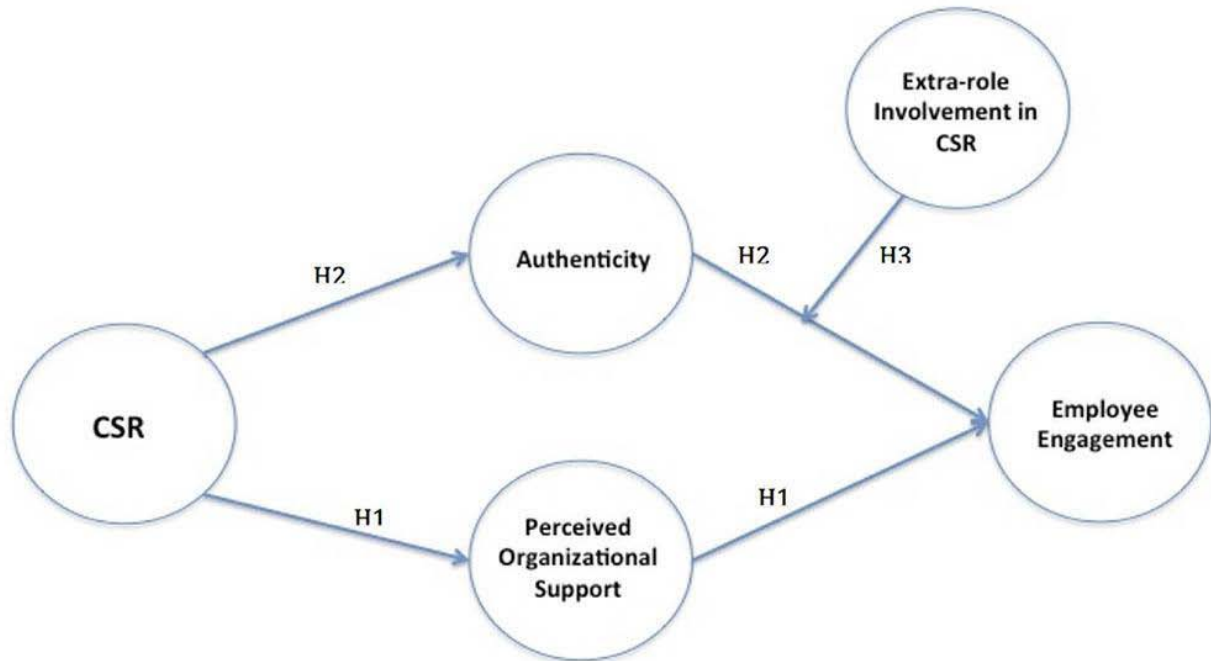 Extra-role
Involvement in
CSR
H2
Authenticity
H2
H3
CSR
Employee
Engagement
H1
Perceived
Organizational
Support
H1